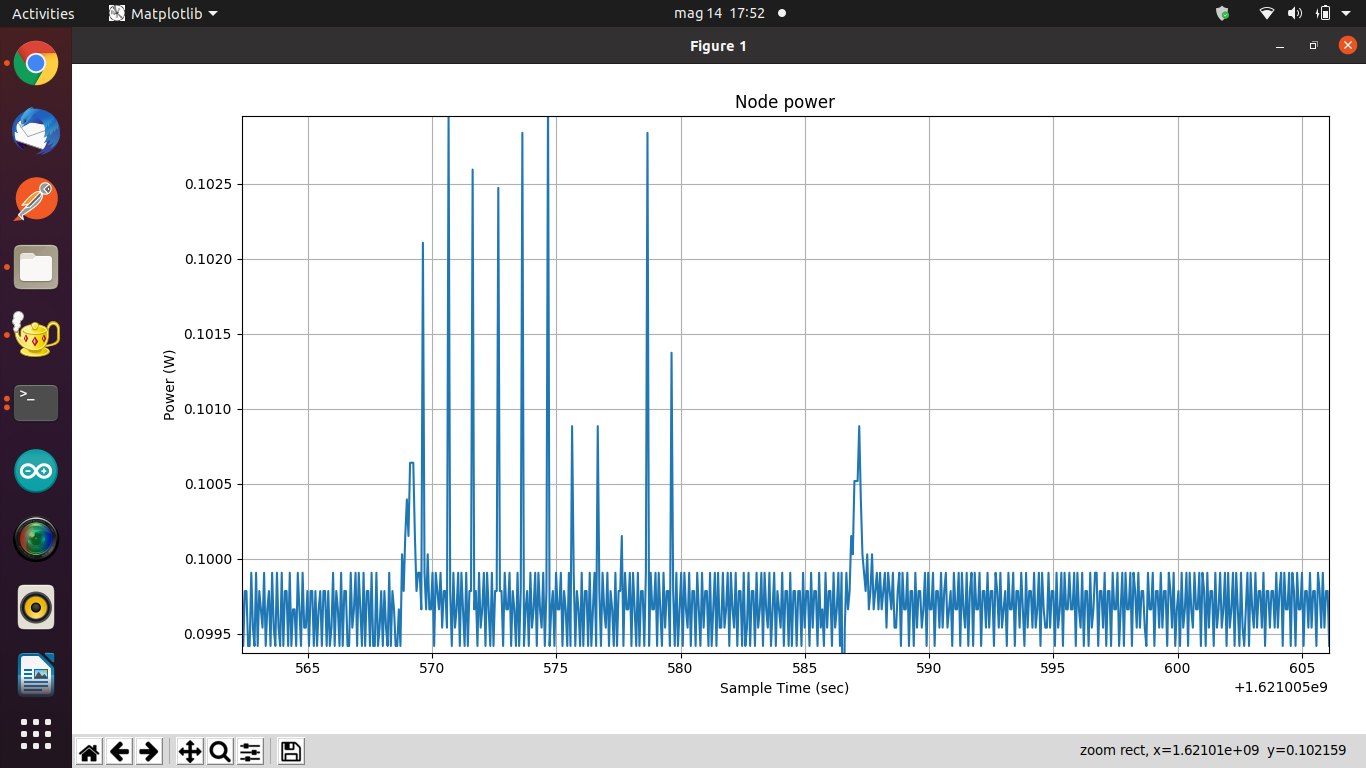 Activities Matplotlib mag 14 17:52
Figure 1
Node power
0.1025
0.1020
0.1015
0.1010
0.1005
0.1000
0.0995
Power (W)
565 570 575 580 585 590 595 600 605
Sample Time (sec)
+1.621005e9
>_
zoom rect, x=1.62101e+09 y=0.102159